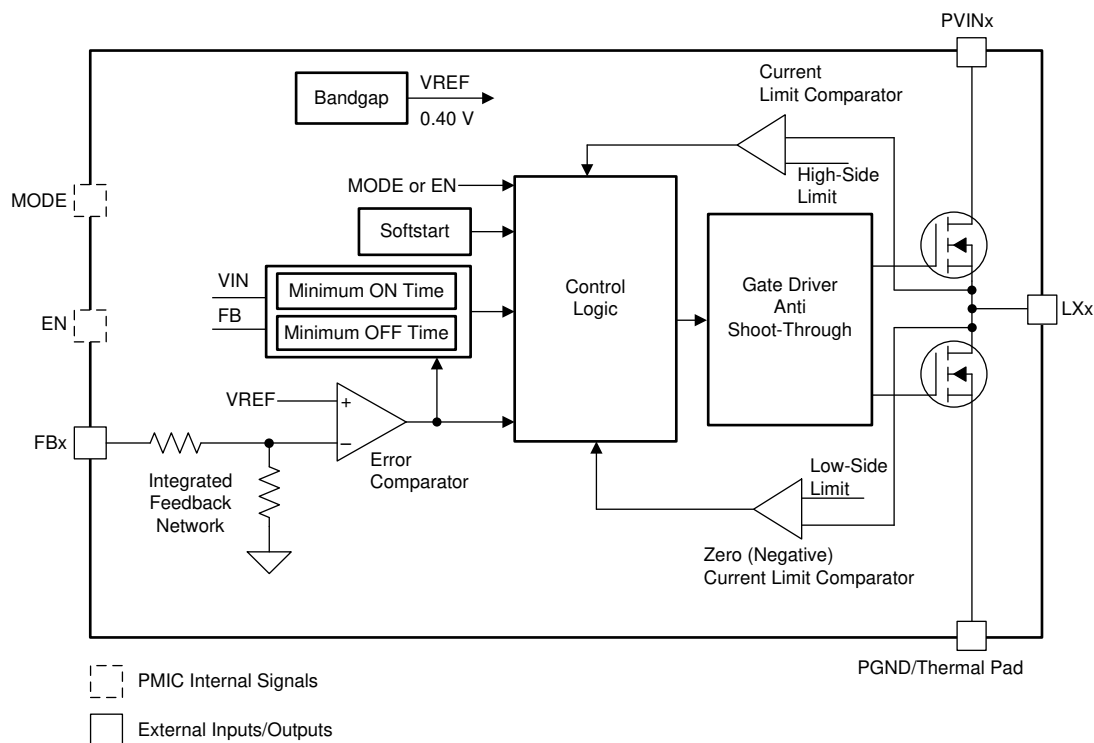 PVINx
Bandgap
VREF
0.40 V
Current
Limit Comparator
High-Side
Limit
MODE
MODE or EN
Softstart
VIN
FB
Minimum ON Time
Minimum OFF Time
Control
Logic
Gate Driver
Anti
Shoot-Through
LXx
EN
VREF
+
−
Error
Comparator
FBx
Integrated
Feedback
Network
Low-Side
Limit
Zero (Negative)
Current Limit Comparator
PGND/Thermal Pad
PMIC Internal Signals
External Inputs/Outputs